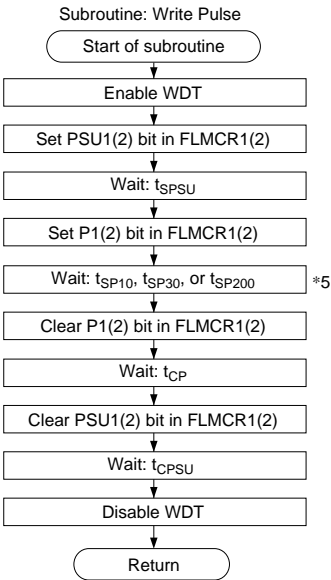 Subroutine: Write Pulse
Start of subroutine
Enable WDT
Set PSU1(2) bit in FLMCR1(2)
Wait: tSPSU
Set P1(2) bit in FLMCR1(2)
Wait: tSP10, tSP30, or tSP200 *5
Clear P1(2) bit in FLMCR1(2)
Wait: tCP
Clear PSU1(2) bit in FLMCR1(2)
Wait: tCPSU
Disable WDT
Return